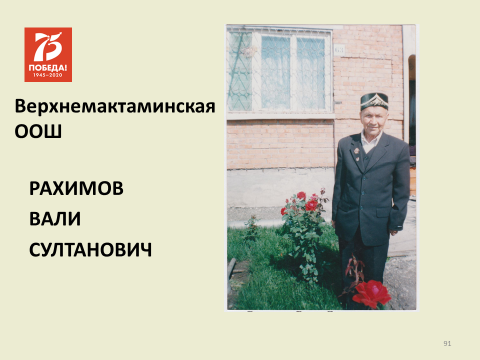 75
ПОБЕДА!
1945-2020
Верхнемактаминская
ООШ
РАХИМОВ
ВАЛИ
СУЛТАНОВИЧ
91